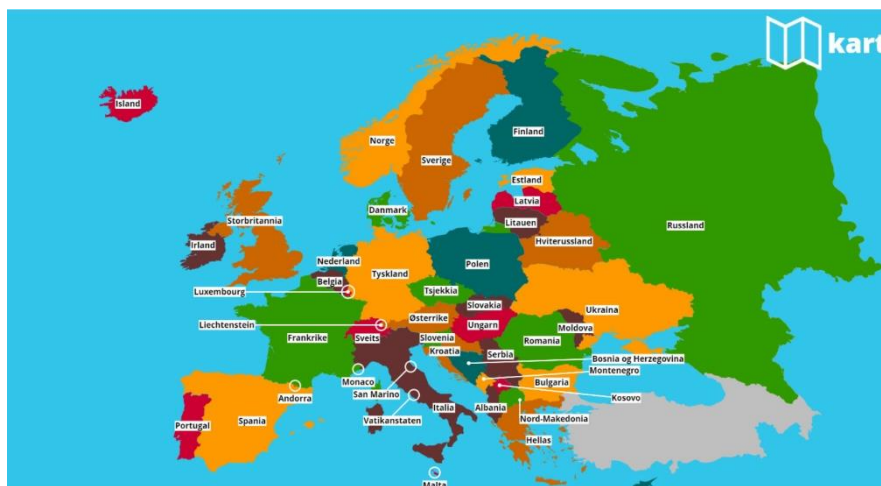 kart
Island
Norge
Sverige
Finland
Estland
Latvia
Litauen
Danmark
Storbritannia
Irland
Hviterussland
Russland
Nederland
Belgia
Tyskland
Polen
Luxembourg
Tsjekkia
Slovakia
Ukraina
Liechtenstein
Østerrike
Ungarn
Moldova
Frankrike
Sveits
Slovenia
Romania
Kroatia
Serbia
Bosnia og Herzegovina
Montenegro
Monaco
San Marino
Bulgaria
Andorra
Kosovo
Portugal
Spania
Vatikanstaten
Italia
Albania
Nord-Makedonia
Hellas
Malta